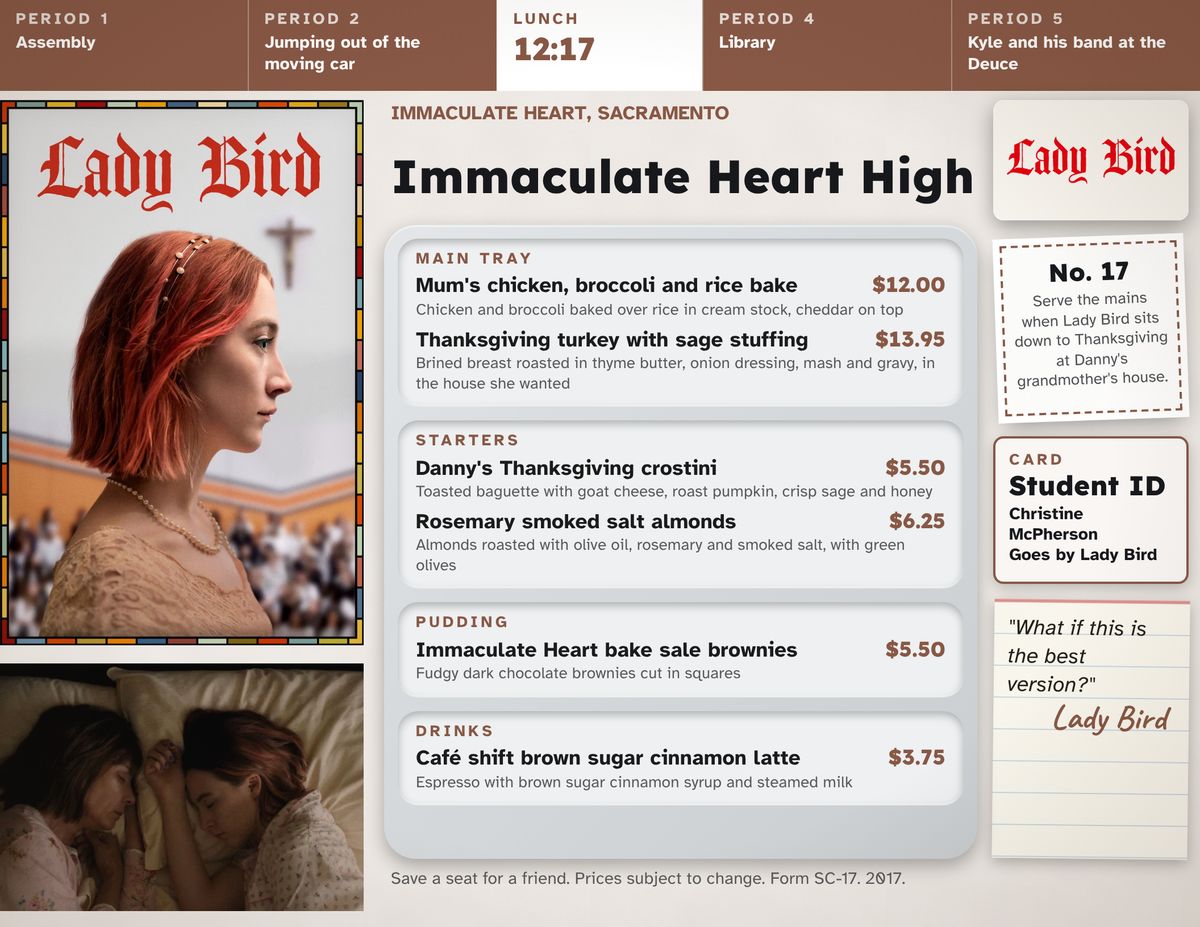 PERIOD 1
Assembly
PERIOD 2
Jumping out of the
moving car
LUNCH
12:17
PERIOD 4
Library
PERIOD 5
Kyle and his band at the
Deuce
Lady Bird
IMMACULATE HEART, SACRAMENTO
Immaculate Heart High
MAIN TRAY
Mum's chicken, broccoli and rice bake $12.00
Chicken and broccoli baked over rice in cream stock, cheddar on top
Thanksgiving turkey with sage stuffing $13.95
Brined breast roasted in thyme butter, onion dressing, mash and gravy, in
the house she wanted
STARTERS
Danny's Thanksgiving crostini $5.50
Toasted baguette with goat cheese, roast pumpkin, crisp sage and honey
Rosemary smoked salt almonds $6.25
Almonds roasted with olive oil, rosemary and smoked salt, with green
olives
PUDDING
Immaculate Heart bake sale brownies $5.50
Fudgy dark chocolate brownies cut in squares
DRINKS
Café shift brown sugar cinnamon latte $3.75
Espresso with brown sugar cinnamon syrup and steamed milk
Save a seat for a friend. Prices subject to change. Form SC-17. 2017.
Lady Bird
No. 17
Serve the mains
when Lady Bird sits
down to Thanksgiving
at Danny's
grandmother's house.
CARD
Student ID
Christine
McPherson
Goes by Lady Bird
"What if this is
the best
version?"
Lady Bird